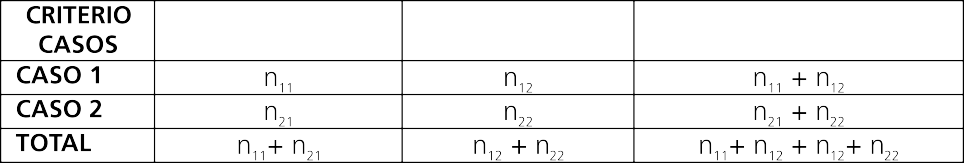 CRITERIO
CASOS
CASO 1 n₁₁ n₁₂ n₁₁ + n₁₂
CASO 2 n₂₁ n₂₂ n₂₁ + n₂₂
TOTAL n₁₁+ n₂₁ n₁₂ + n₂₂ n₁₁+ n₁₂ + n₁₂+ n₂₂